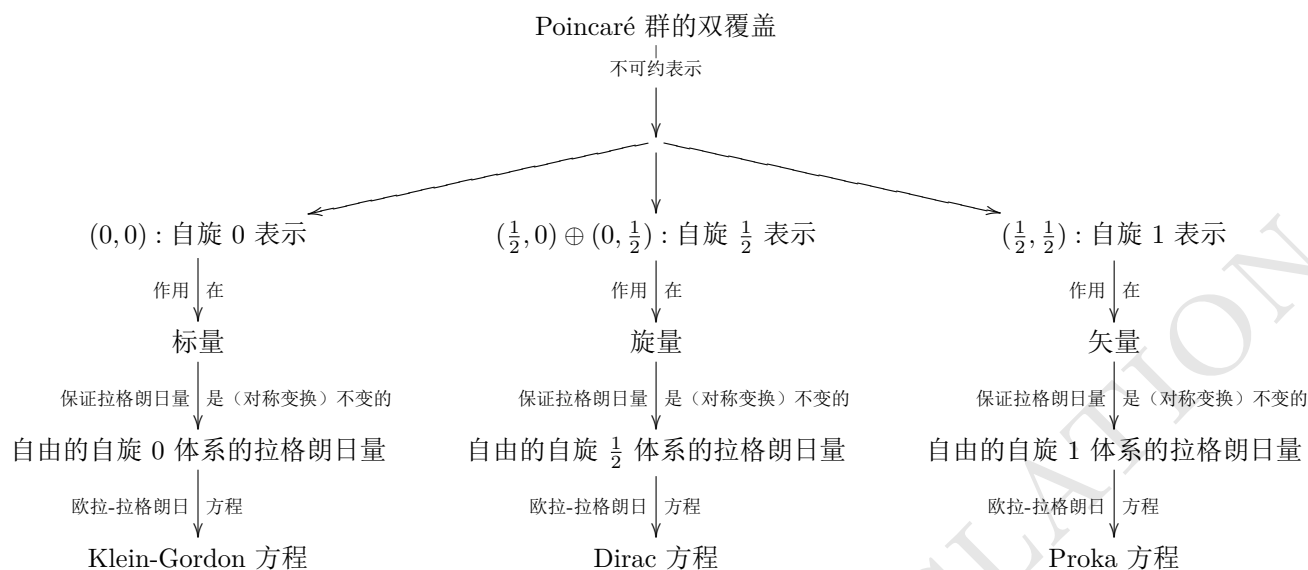 Poincaré 群的双覆盖
不可约表示
(0, 0) : 自旋 0 表示
(1/2, 0) ⊕ (0, 1/2) : 自旋 1/2 表示
(1/2, 1/2) : 自旋 1 表示
作用 在
作用 在
作用 在
标量
旋量
矢量
保证拉格朗日量 是（对称变换）不变的
保证拉格朗日量 是（对称变换）不变的
保证拉格朗日量 是（对称变换）不变的
自由的自旋 0 体系的拉格朗日量
自由的自旋 1/2 体系的拉格朗日量
自由的自旋 1 体系的拉格朗日量
欧拉-拉格朗日 方程
欧拉-拉格朗日 方程
欧拉-拉格朗日 方程
Klein-Gordon 方程
Dirac 方程
Proka 方程
SLATION